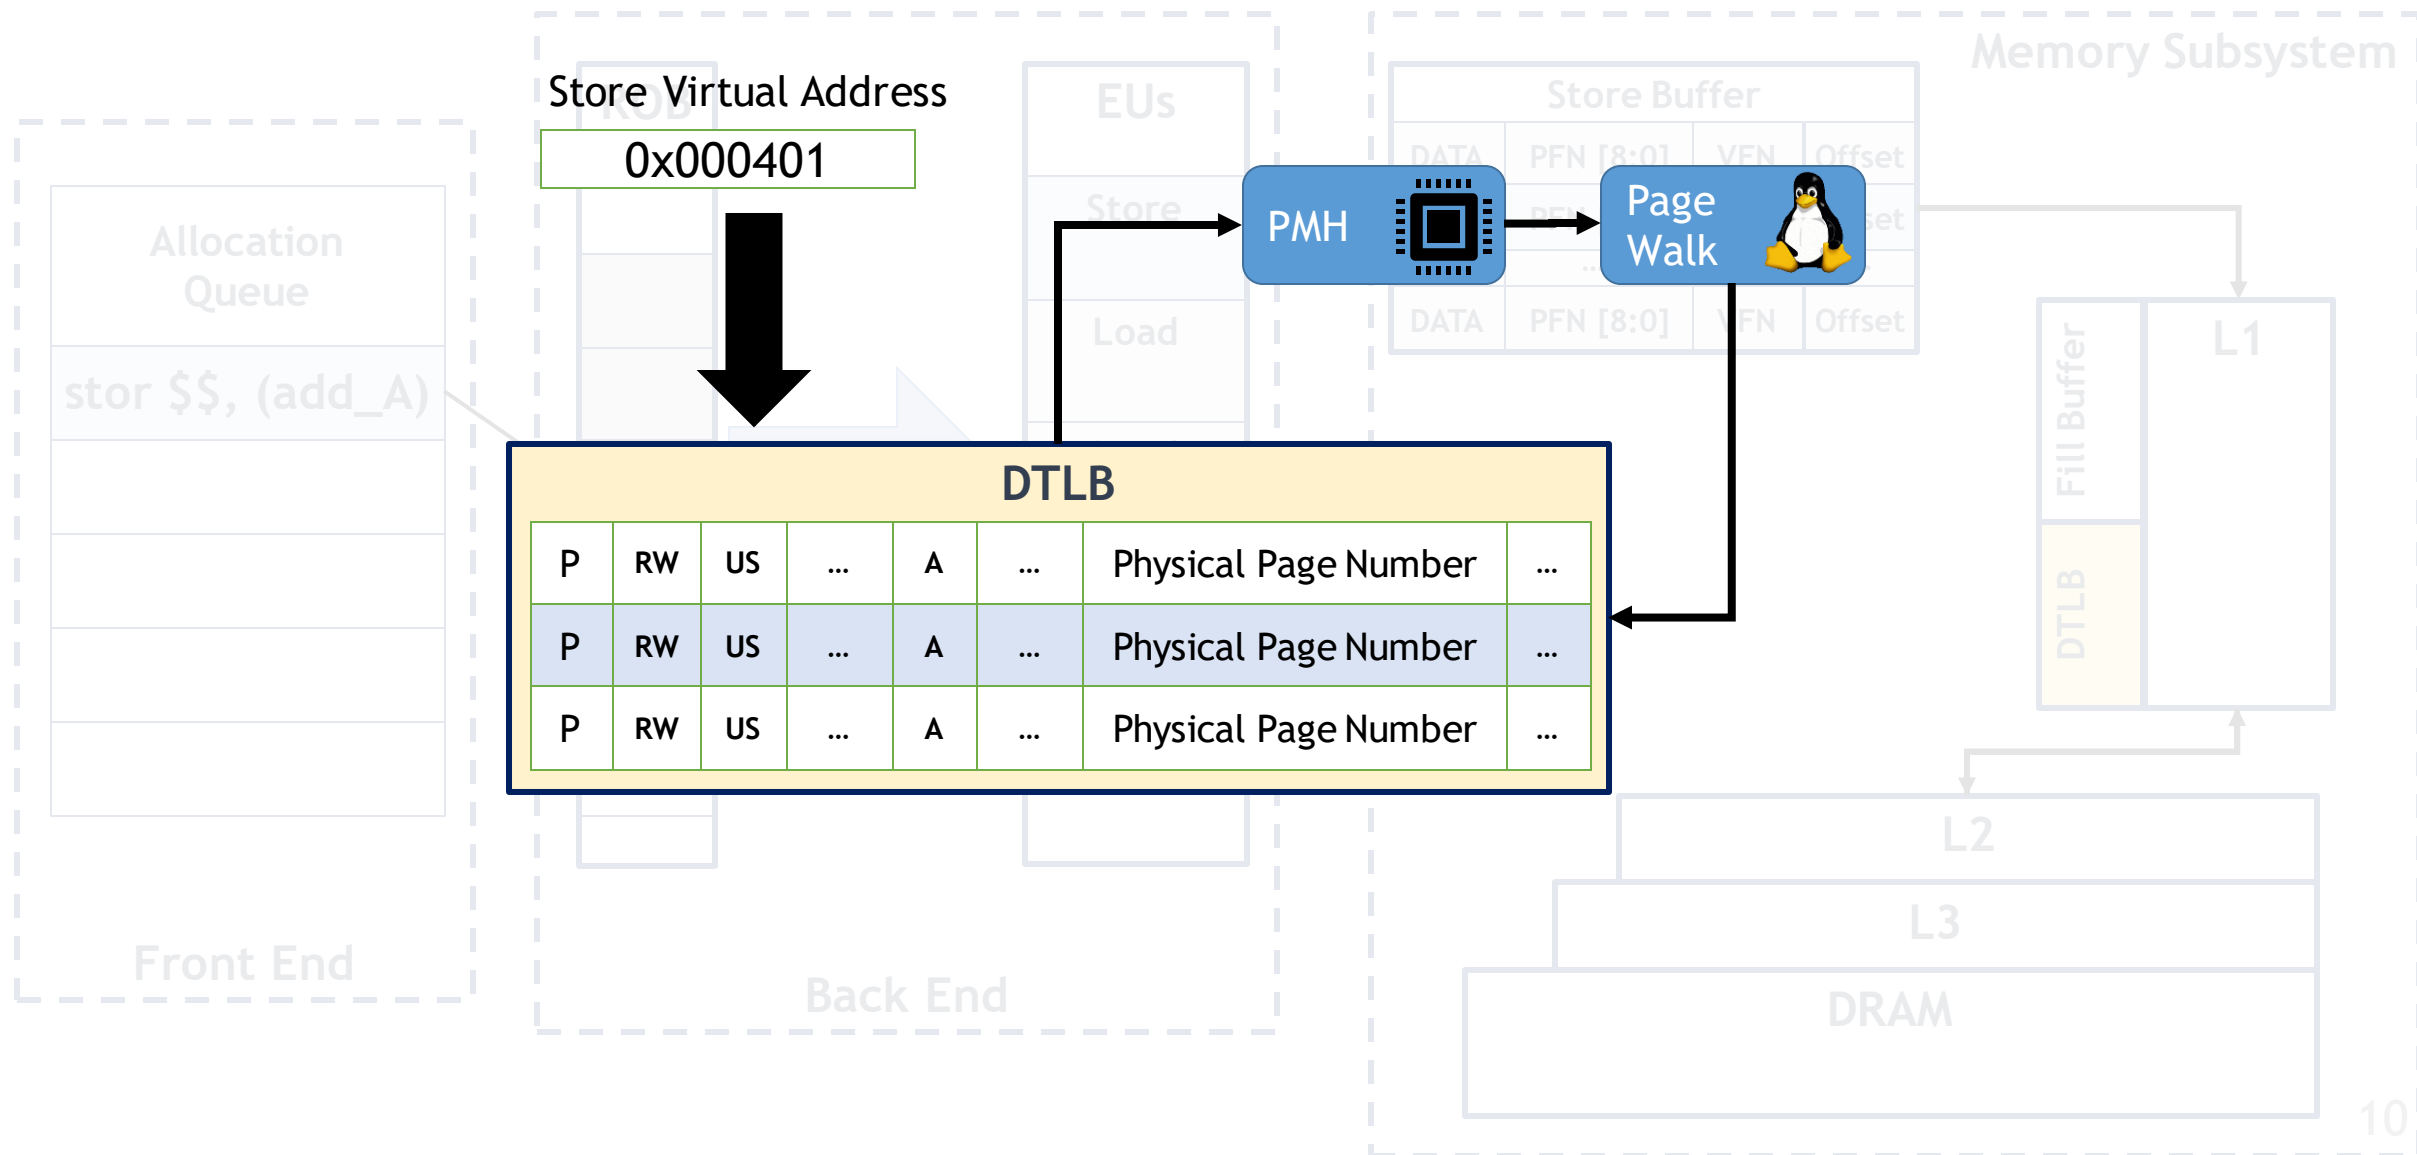 Memory Subsystem
Store Virtual Address
ROB
0x000401
EUs
Store
Load
Store Buffer
DATA PFN [8:0] VFN Offset
DATA PFN [8:0] VFN Offset
PMH
Page
Walk
Allocation
Queue
stor $$, (add_A)
Front End
DTLB
P RW US ... A ... Physical Page Number ...
P RW US ... A ... Physical Page Number ...
P RW US ... A ... Physical Page Number ...
Back End
Fill Buffer
DTLB
L1
L2
L3
DRAM
10